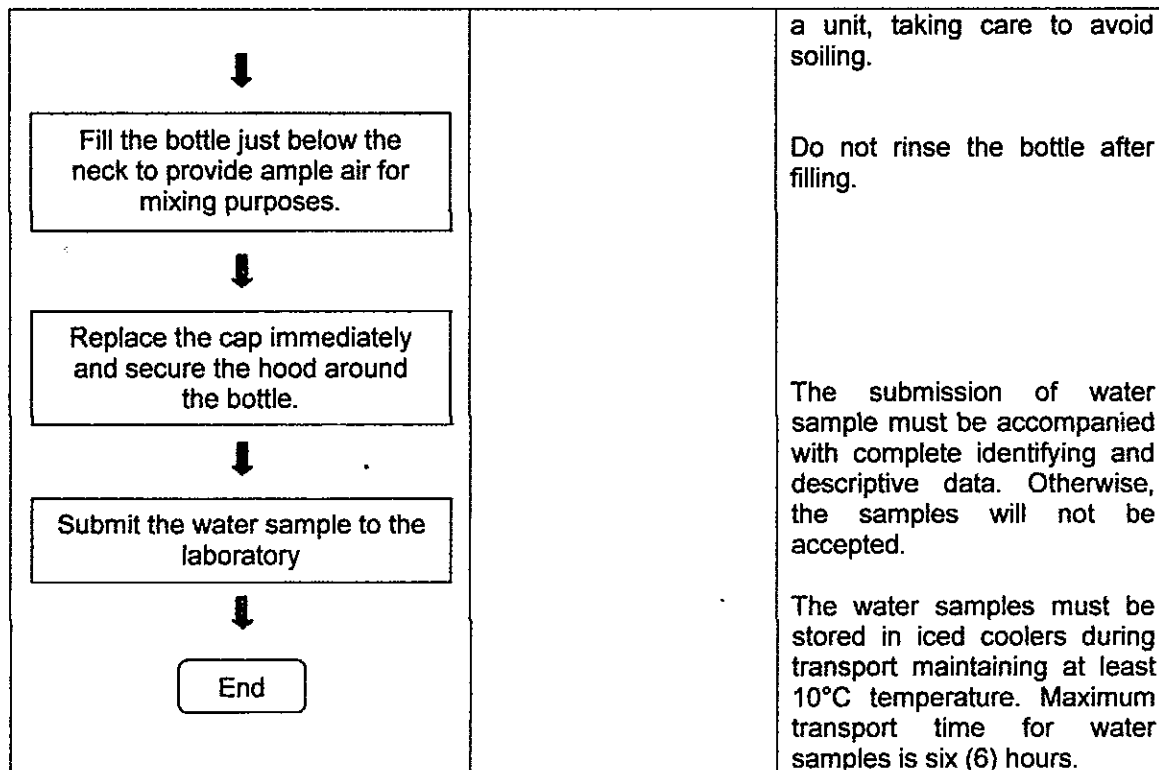 Fill the bottle just below the
neck to provide ample air for
mixing purposes.
Replace the cap immediately
and secure the hood around
the bottle.
Submit the water sample to the
laboratory
End
a unit, taking care to avoid
soiling.
Do not rinse the bottle after
filling.
The submission of water
sample must be accompanied
with complete identifying and
descriptive data. Otherwise,
the samples will not be
accepted.
The water samples must be
stored in iced coolers during
transport maintaining at least
10°C temperature. Maximum
transport time for water
samples is six (6) hours.